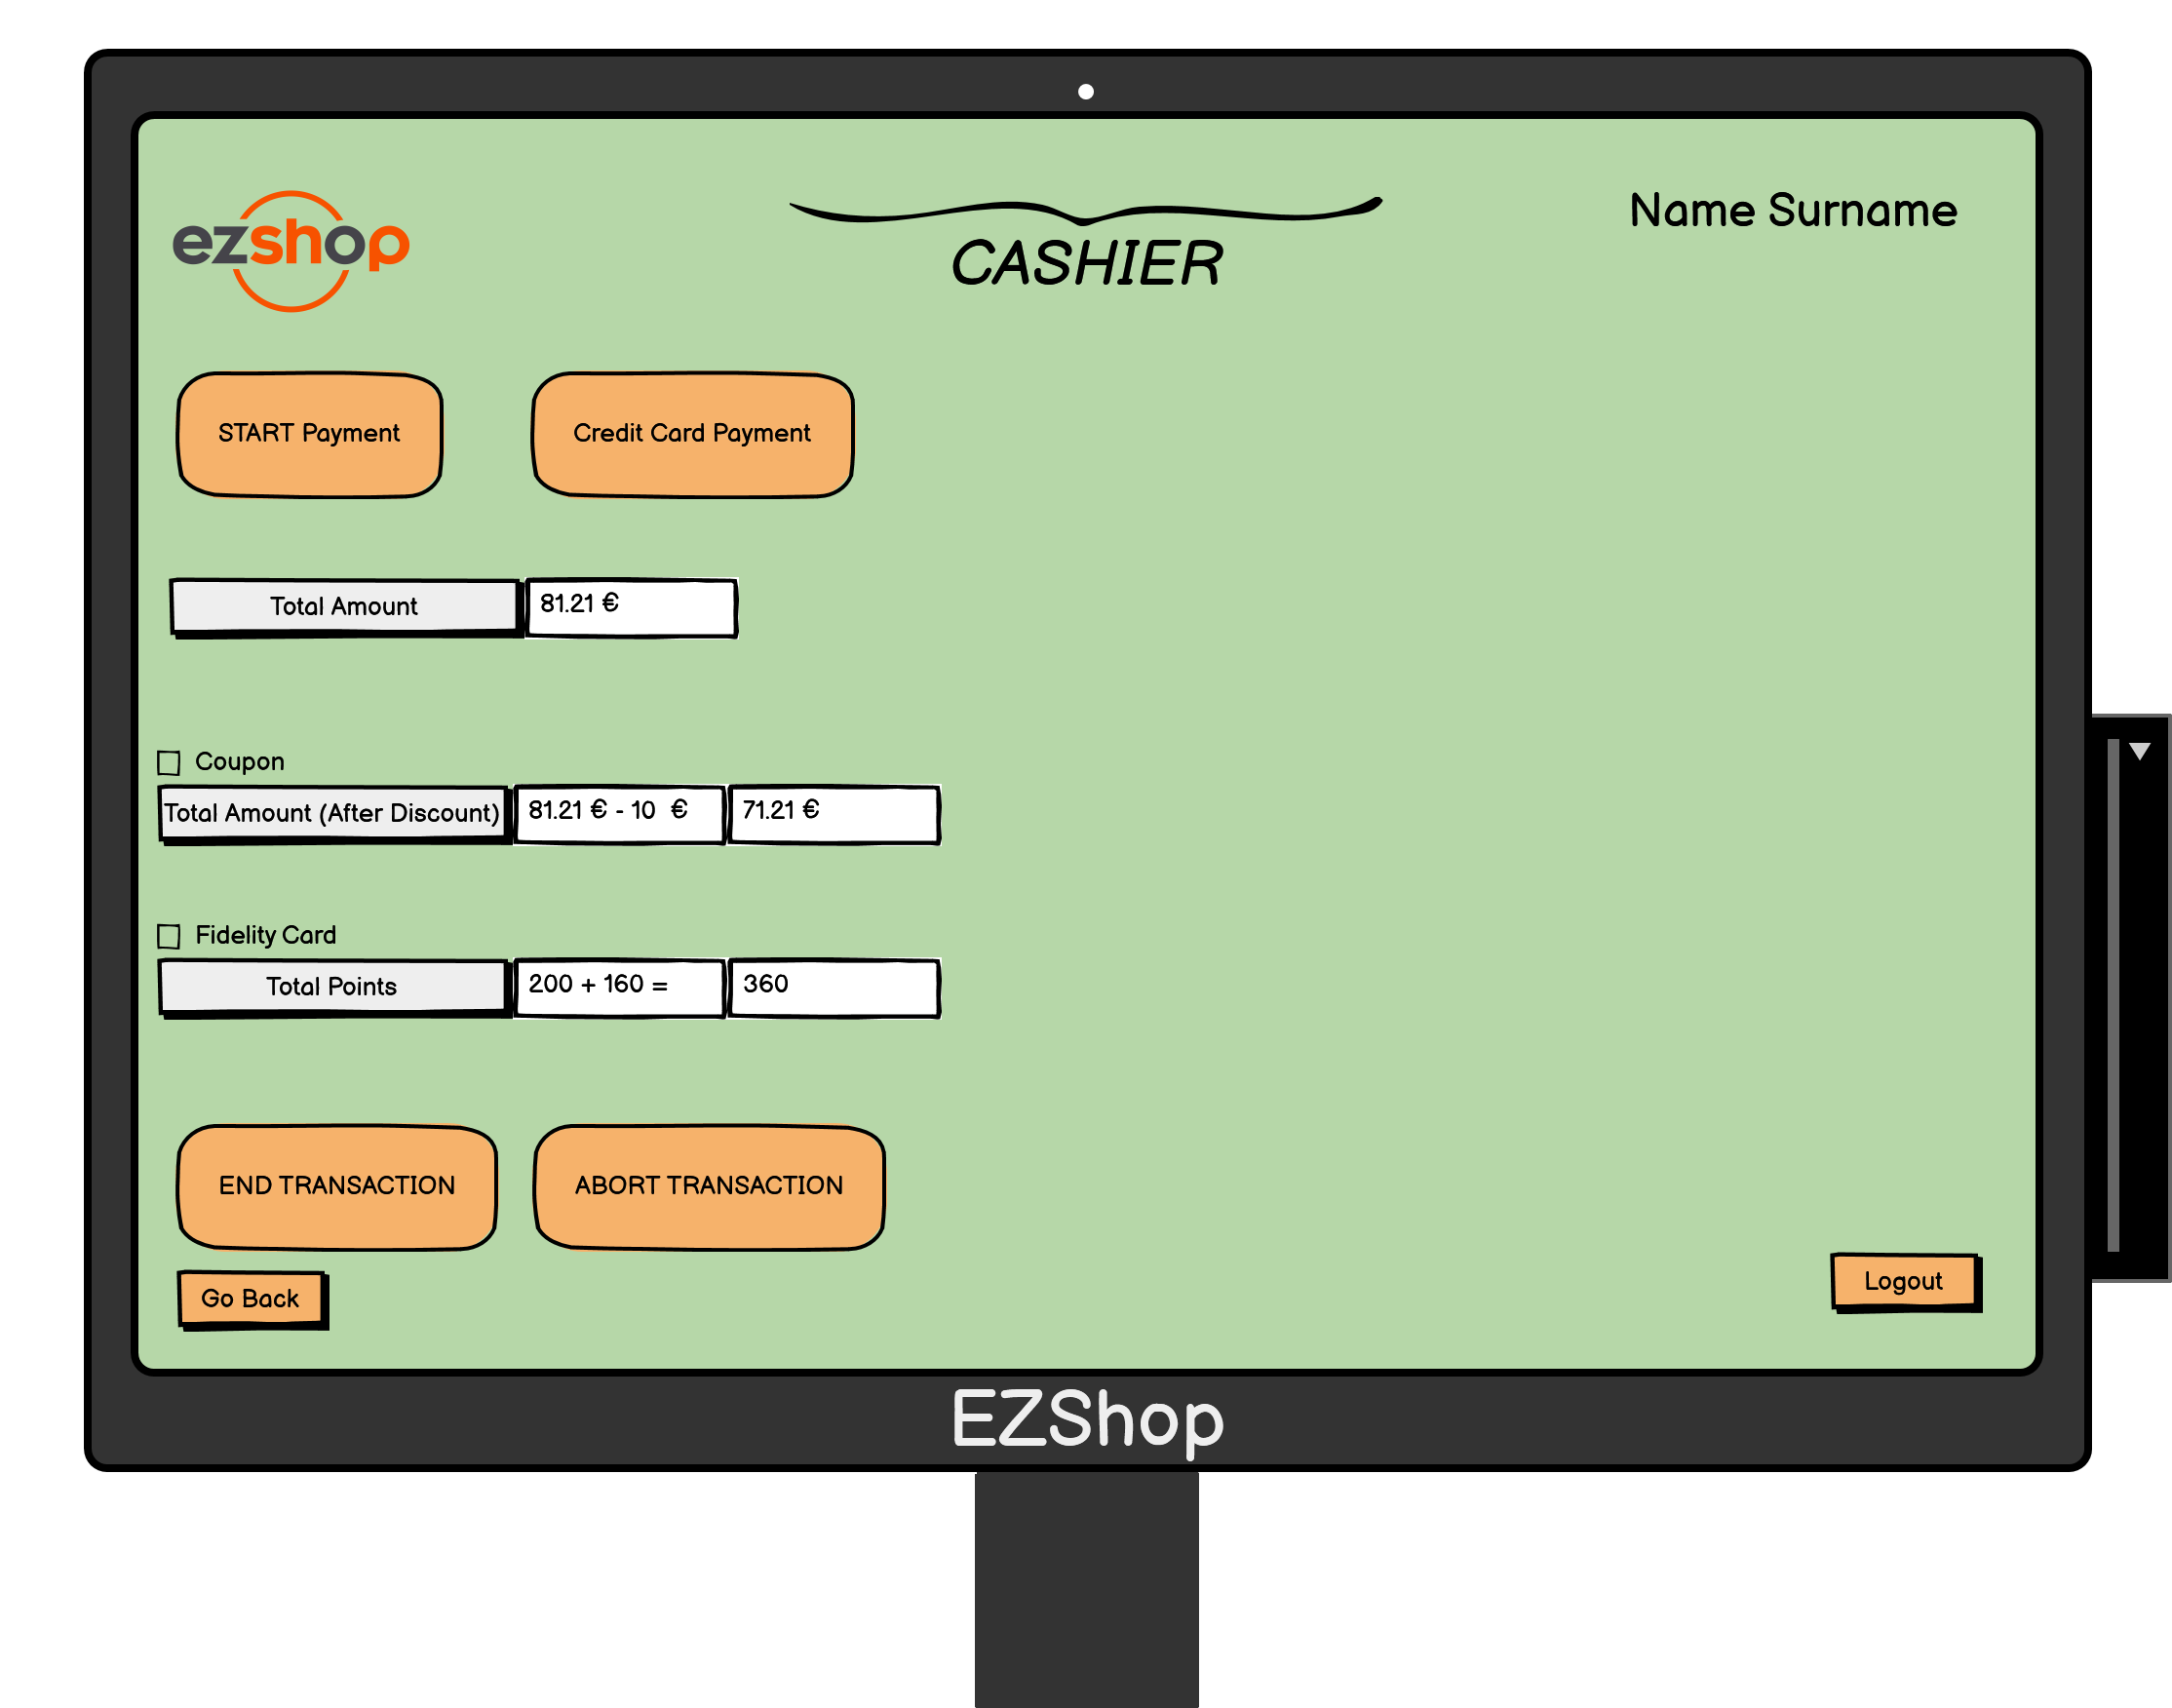 ezshop
Name Surname
CASHIER
START Payment
Credit Card Payment
Total Amount
81.21 €
Coupon
Total Amount (After Discount)
81.21 € - 10 €
71.21 €
Fidelity Card
Total Points
200 + 160 =
360
END TRANSACTION
ABORT TRANSACTION
Go Back
Logout
EZShop